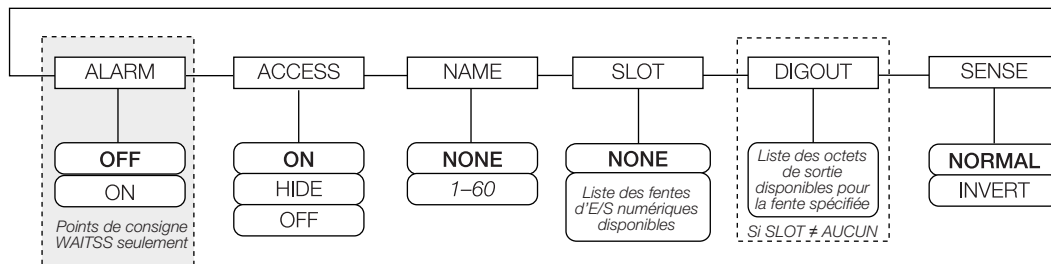 ALARM
ACCESS
NAME
SLOT
DIGOUT
SENSE
OFF
ON
Points de consigne
WAITSS seulement
ON
HIDE
OFF
NONE
1–60
NONE
Liste des fentes
d'E/S numériques
disponibles
Liste des octets
de sortie
disponibles pour
la fente spécifiée
Si SLOT ≠ AUCUN
NORMAL
INVERT